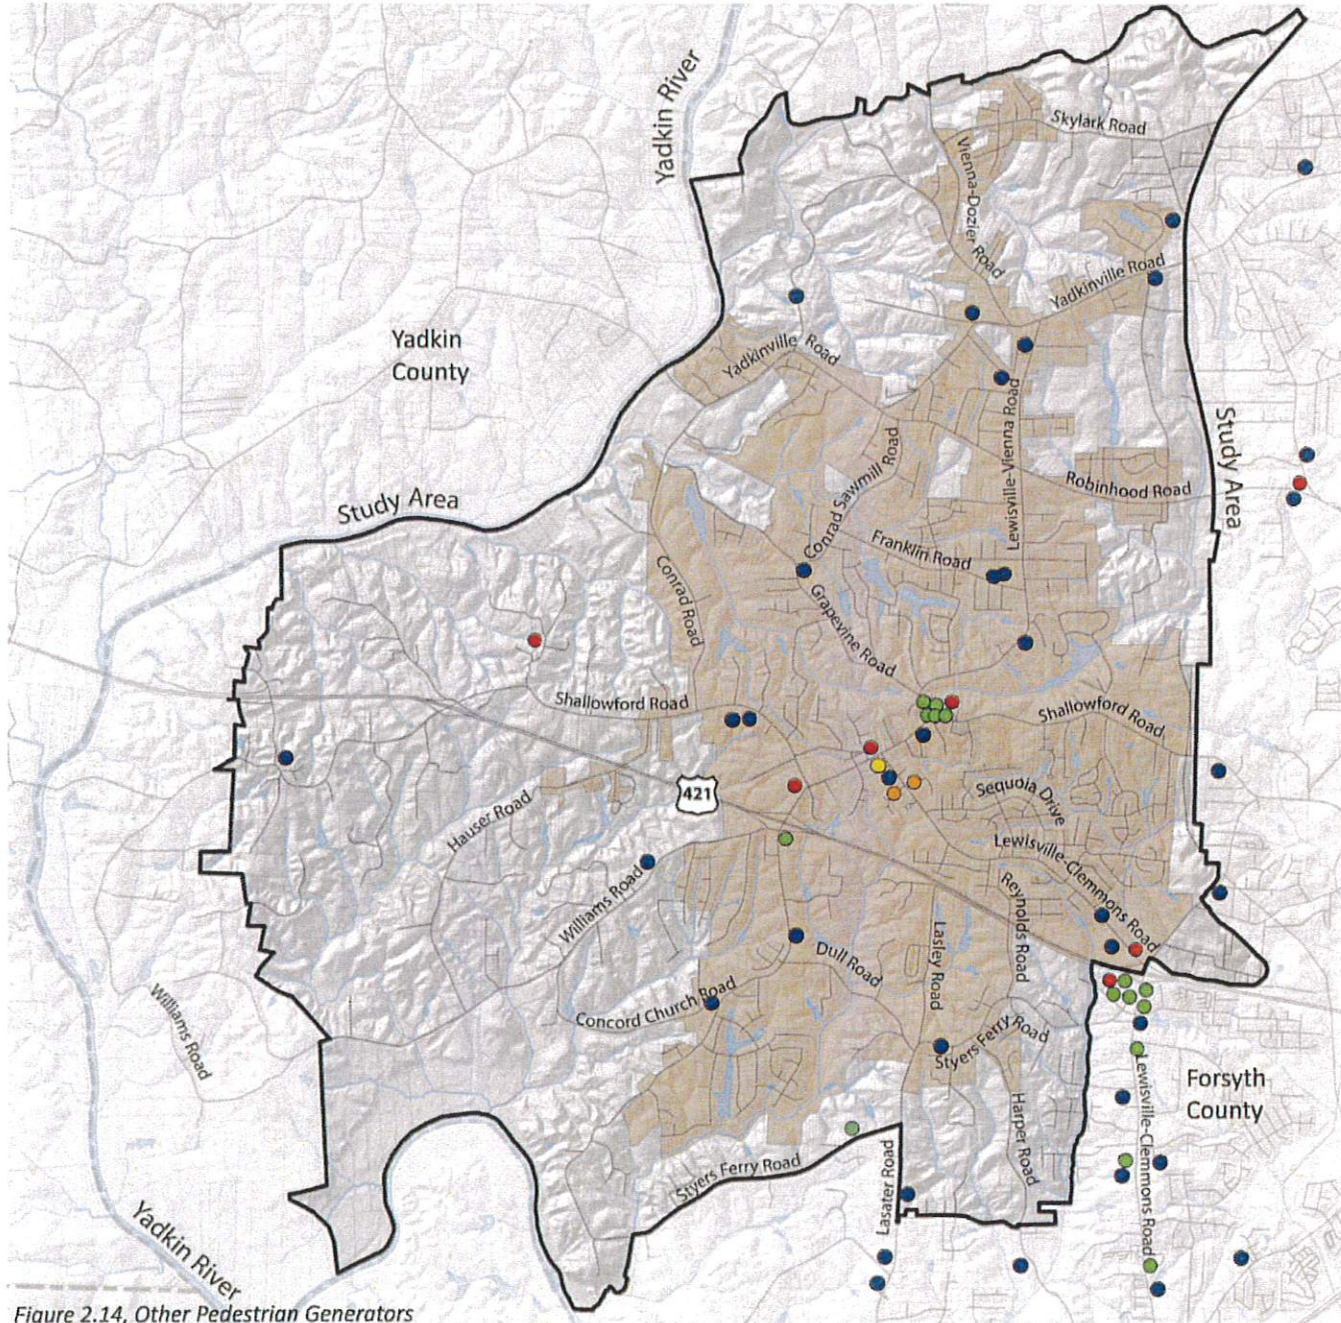 Yadkin River
Skylark Road
Vienna-Dozier Road
Yadkinville Road
Yadkin
County
Yadkinville Road
Lewisville-Vienna Road
Study Area
Conrad Sawmill Road
Robinhood Road
Study Area
Franklin Road
Conrad Road
Grapevine Road
Shallowford Road
Shallowford Road
421
Sequoia Drive
Hauser Road
Lewisville-Clemmons Road
Reynolds Road
Williams Road
Lasley Road
Dull Road
Concord Church Road
Williams Road
Styers Ferry Road
Forsyth
County
Harper Road
Lewisville-Clemmons Road
Styers Ferry Road
Lasater Road
Yadkin River
Figure 2.14, Other Pedestrian Generators